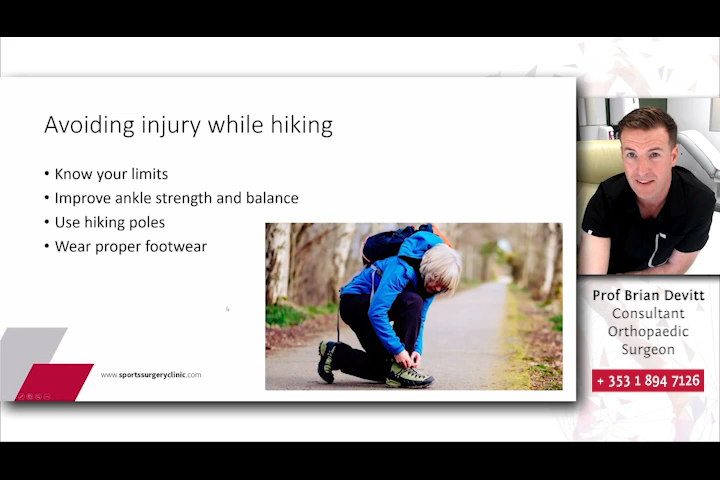 Avoiding injury while hiking
• Know your limits
• Improve ankle strength and balance
• Use hiking poles
• Wear proper footwear
www.sportssurgeryclinic.com
Prof Brian Devitt
Consultant
Orthopaedic
Surgeon
+ 353 1 894 7126